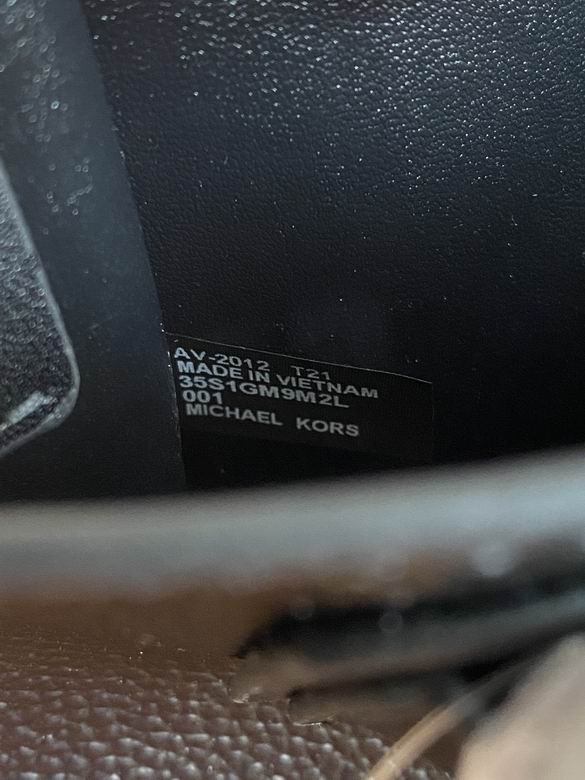 AV-2012 T21
MADE IN VIETNAM
35S1GM9M2L
001
MICHAEL KORS